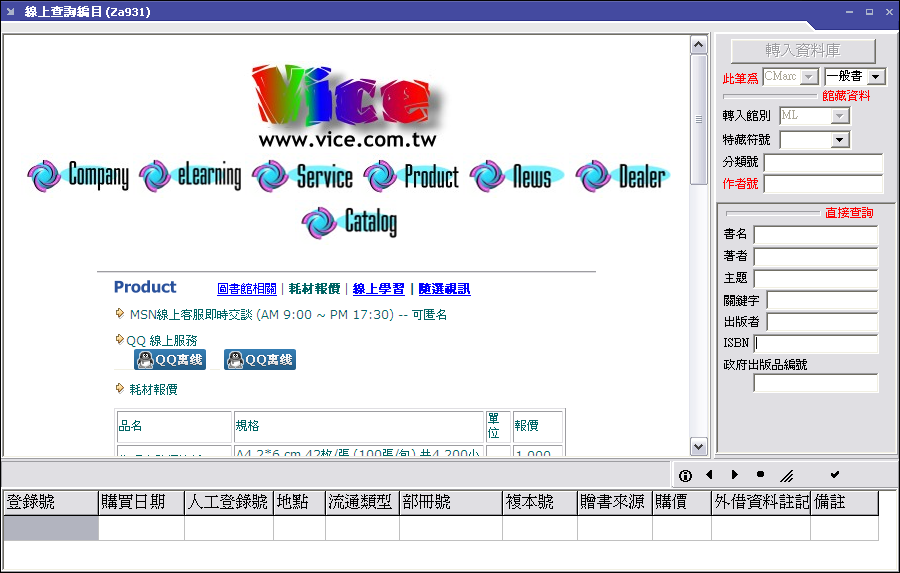 線上查詢編目 (Za931)
Vice
www.vice.com.tw
Company eLearning Service Product News Dealer
Catalog
Product 圖書館相關 | 耗材報價 | 線上學習 | 隨選視訊
MSN線上客服即時交談 (AM 9:00 ~ PM 17:30) -- 可匿名
QQ 線上服務
QQ离线 QQ离线
耗材報價
品名 規格 單位 報價
A4 2*6 cm 42枚/張 (100張/包) 共4,200小 1,000
轉入資料庫
此筆為 CMarc 一般書
館藏資料
轉入館別 ML
特藏符號
分類號
作者號
直接查詢
書名
著者
主題
關鍵字
出版者
ISBN
政府出版品編號
登錄號 購買日期 人工登錄號 地點 流通類型 部冊號 複本號 贈書來源 購價 外借資料註記 備註